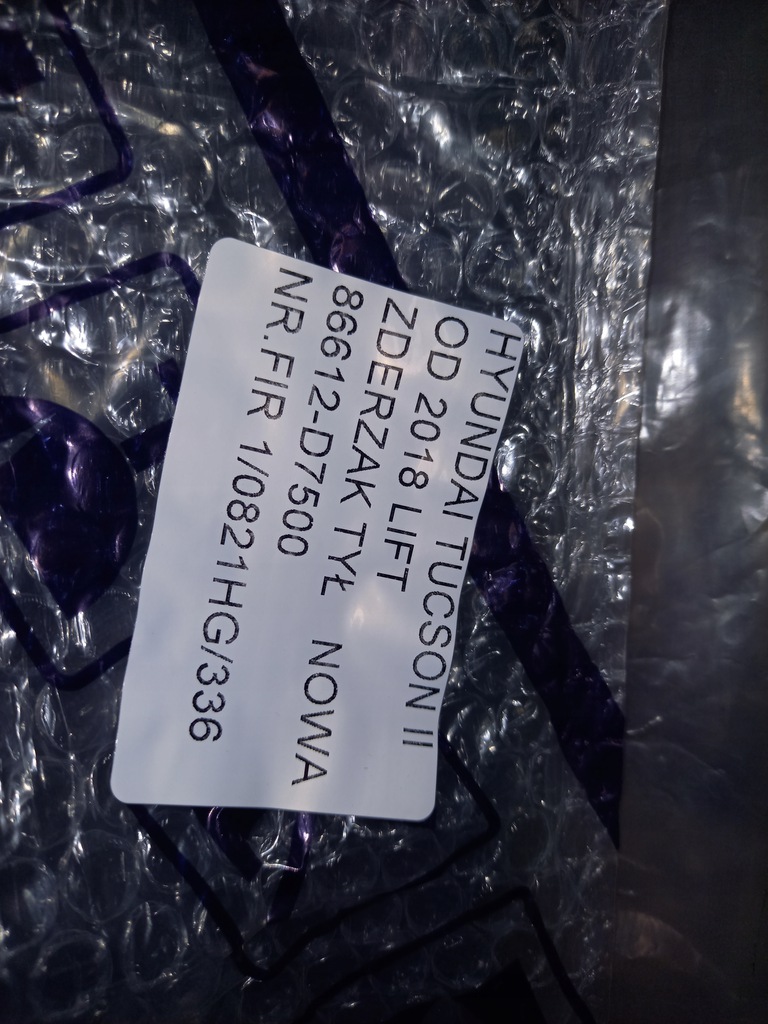 HYUNDAI TUCSON II
OD 2018 LIFT
ZDERZAK TYŁ NOWA
86612-D7500
NR.FIR 1/0821HG/336